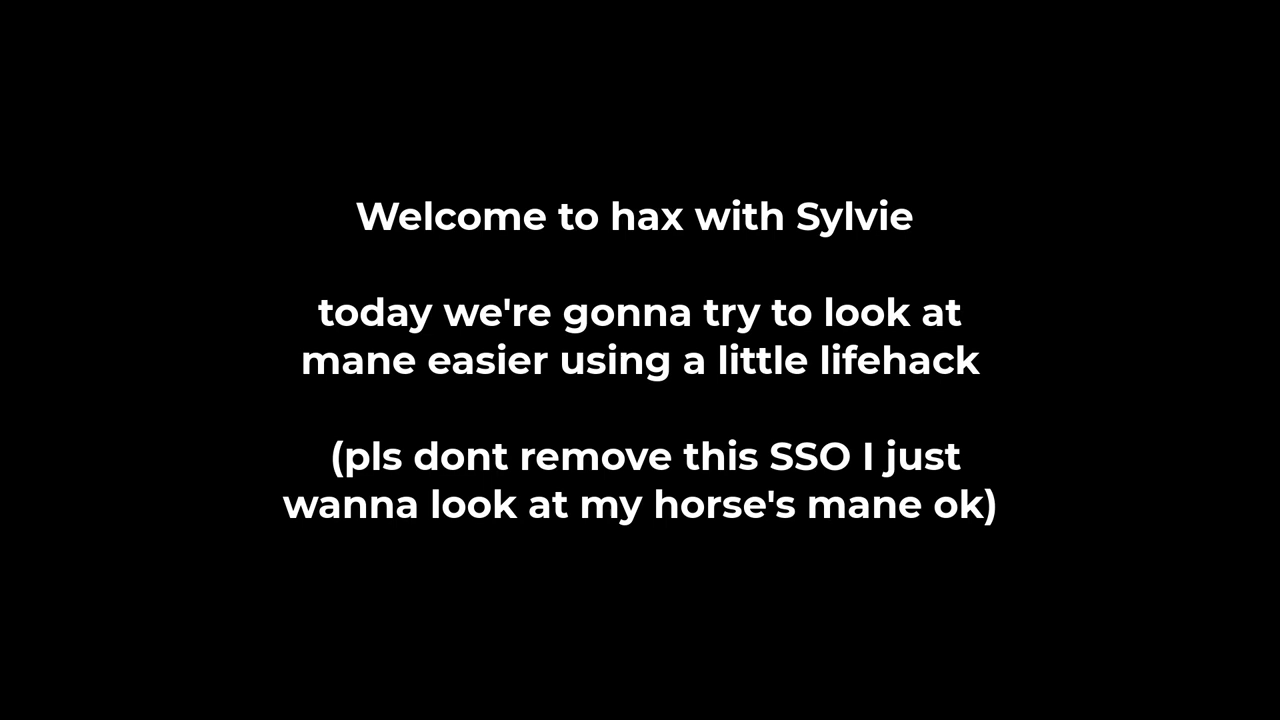 Welcome to hax with Sylvie
today we're gonna try to look at
mane easier using a little lifehack
(pls dont remove this SSO I just
wanna look at my horse's mane ok)